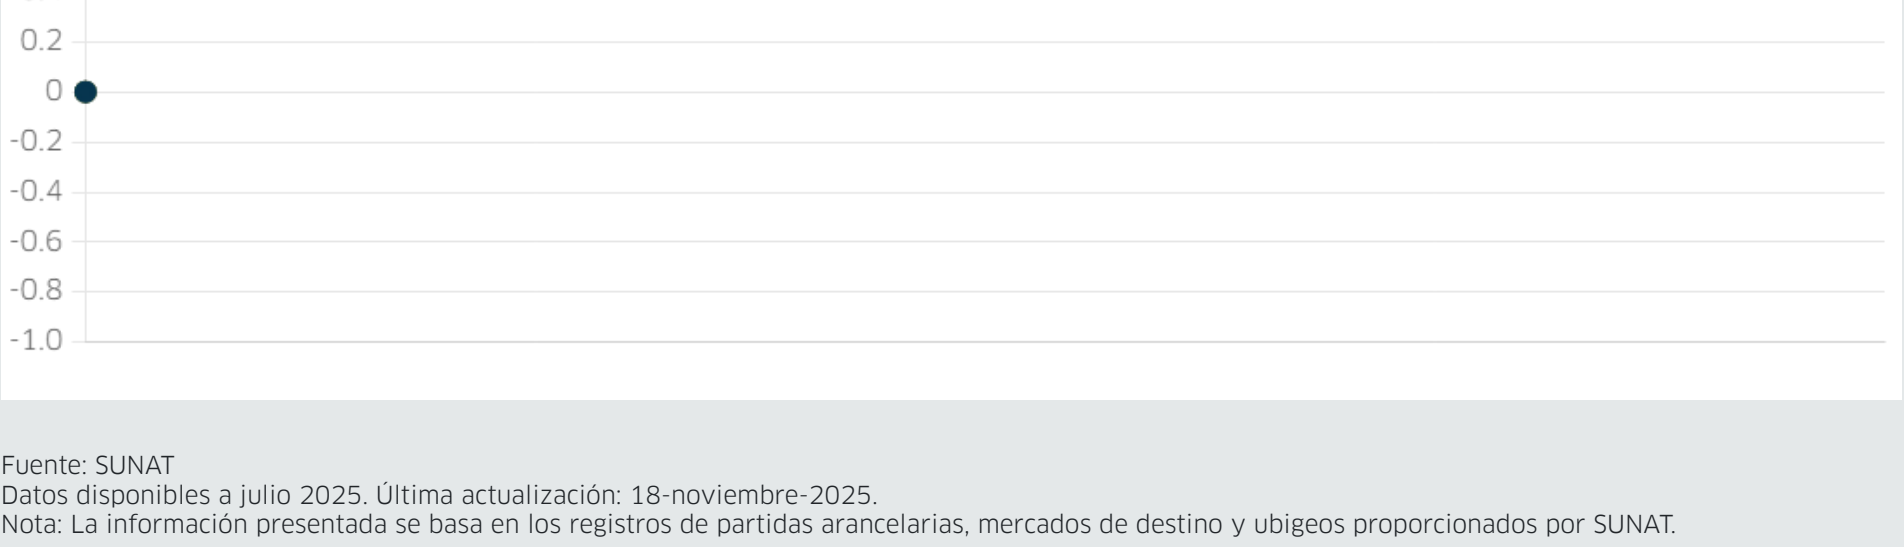 0.2
0
-0.2
-0.4
-0.6
-0.8
-1.0
Fuente: SUNAT
Datos disponibles a julio 2025. Última actualización: 18-noviembre-2025.
Nota: La información presentada se basa en los registros de partidas arancelarias, mercados de destino y ubigeos proporcionados por SUNAT.